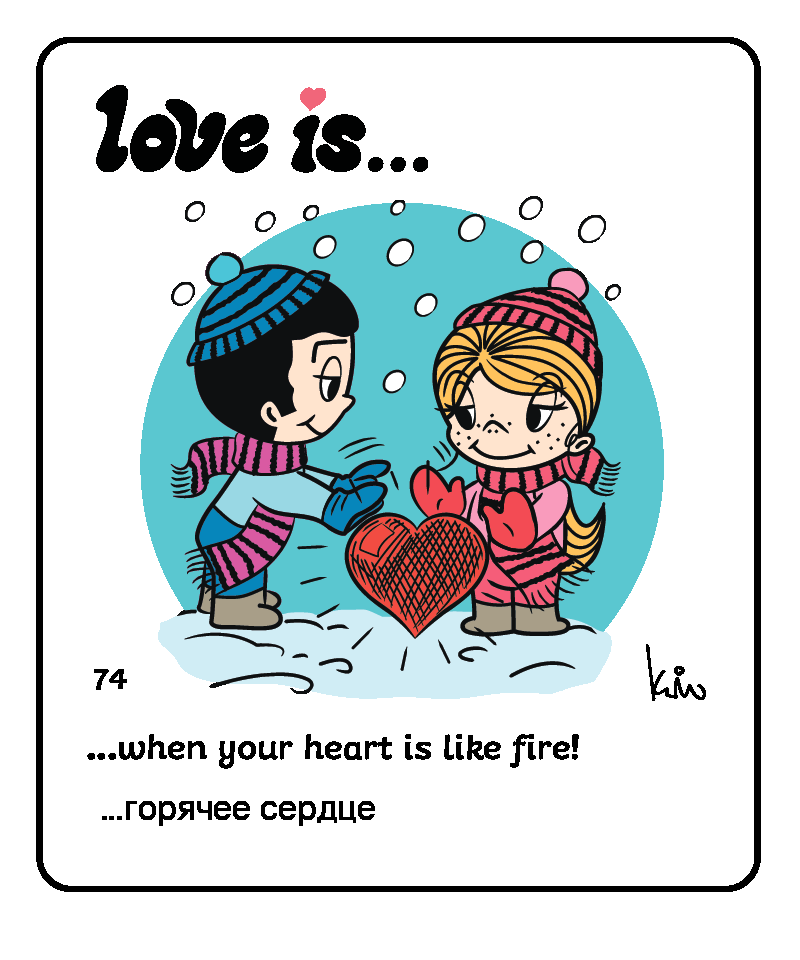 love is...
74
kim
...when your heart is like fire!
...горячее сердце